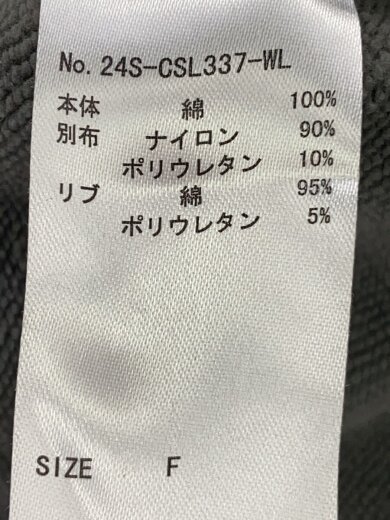 No. 24S-CSL337-WL
本体 綿 100%
別布 ナイロン 90%
ポリウレタン 10%
リブ 綿 95%
ポリウレタン 5%
SIZE F